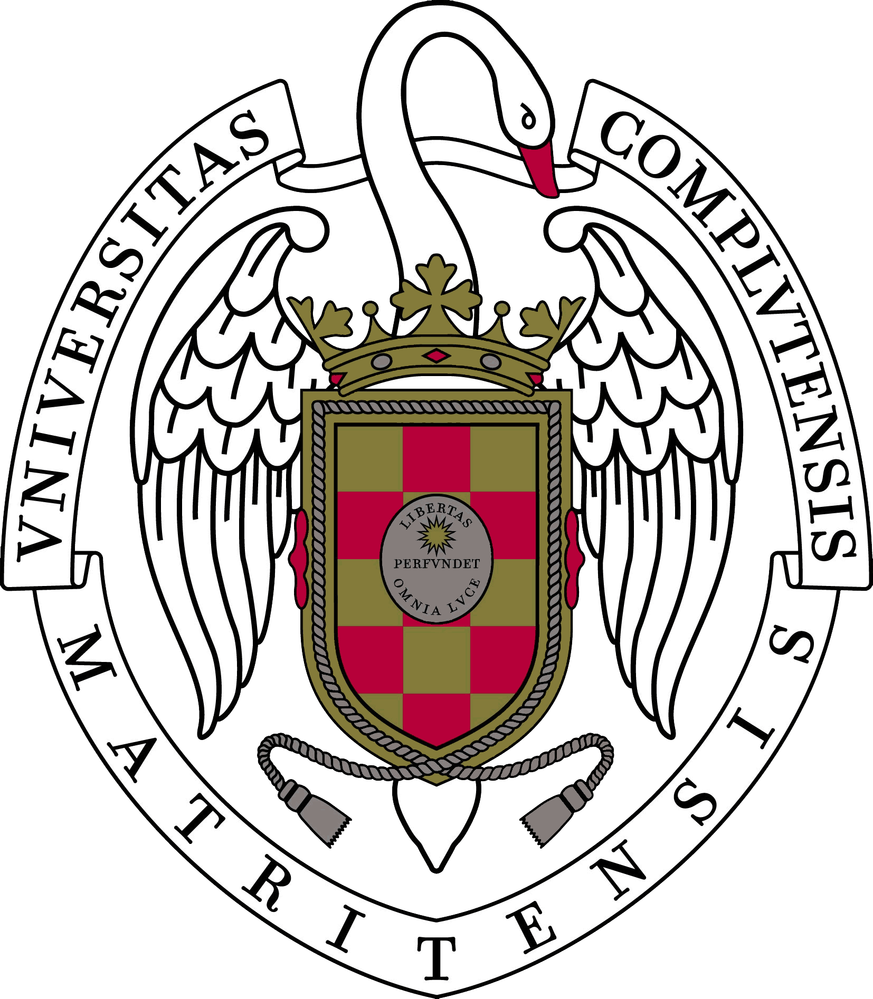 VNIVERSITAS
COMPLVTENSIS
MATRITENSIS
LIBERTAS
PERFVNDET
OMNIA LVCE